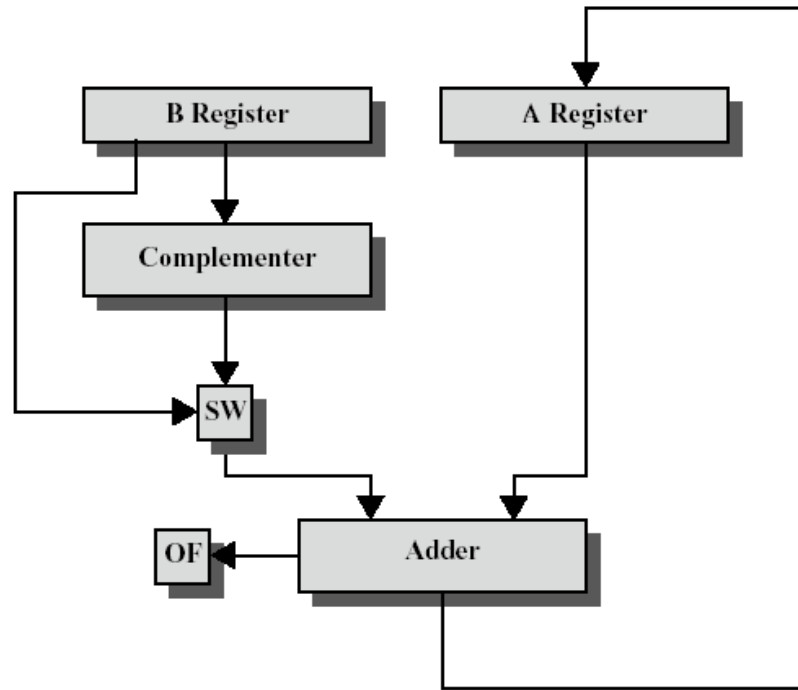 B Register
A Register
Complementer
SW
OF
Adder